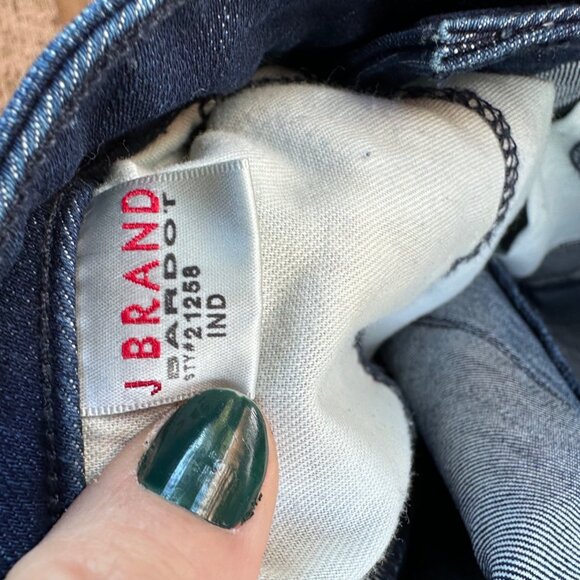 J BRAND
BARDOT
STY#21258
IND